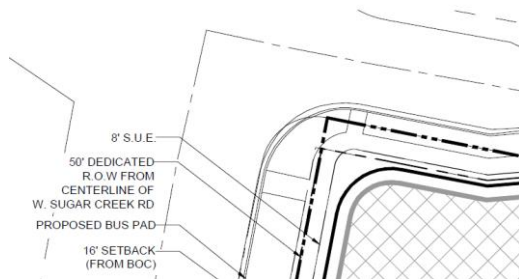 8' S.U.E.
50' DEDICATED
R.O.W FROM
CENTERLINE OF
W. SUGAR CREEK RD
PROPOSED BUS PAD
16' SETBACK
(FROM BOC)